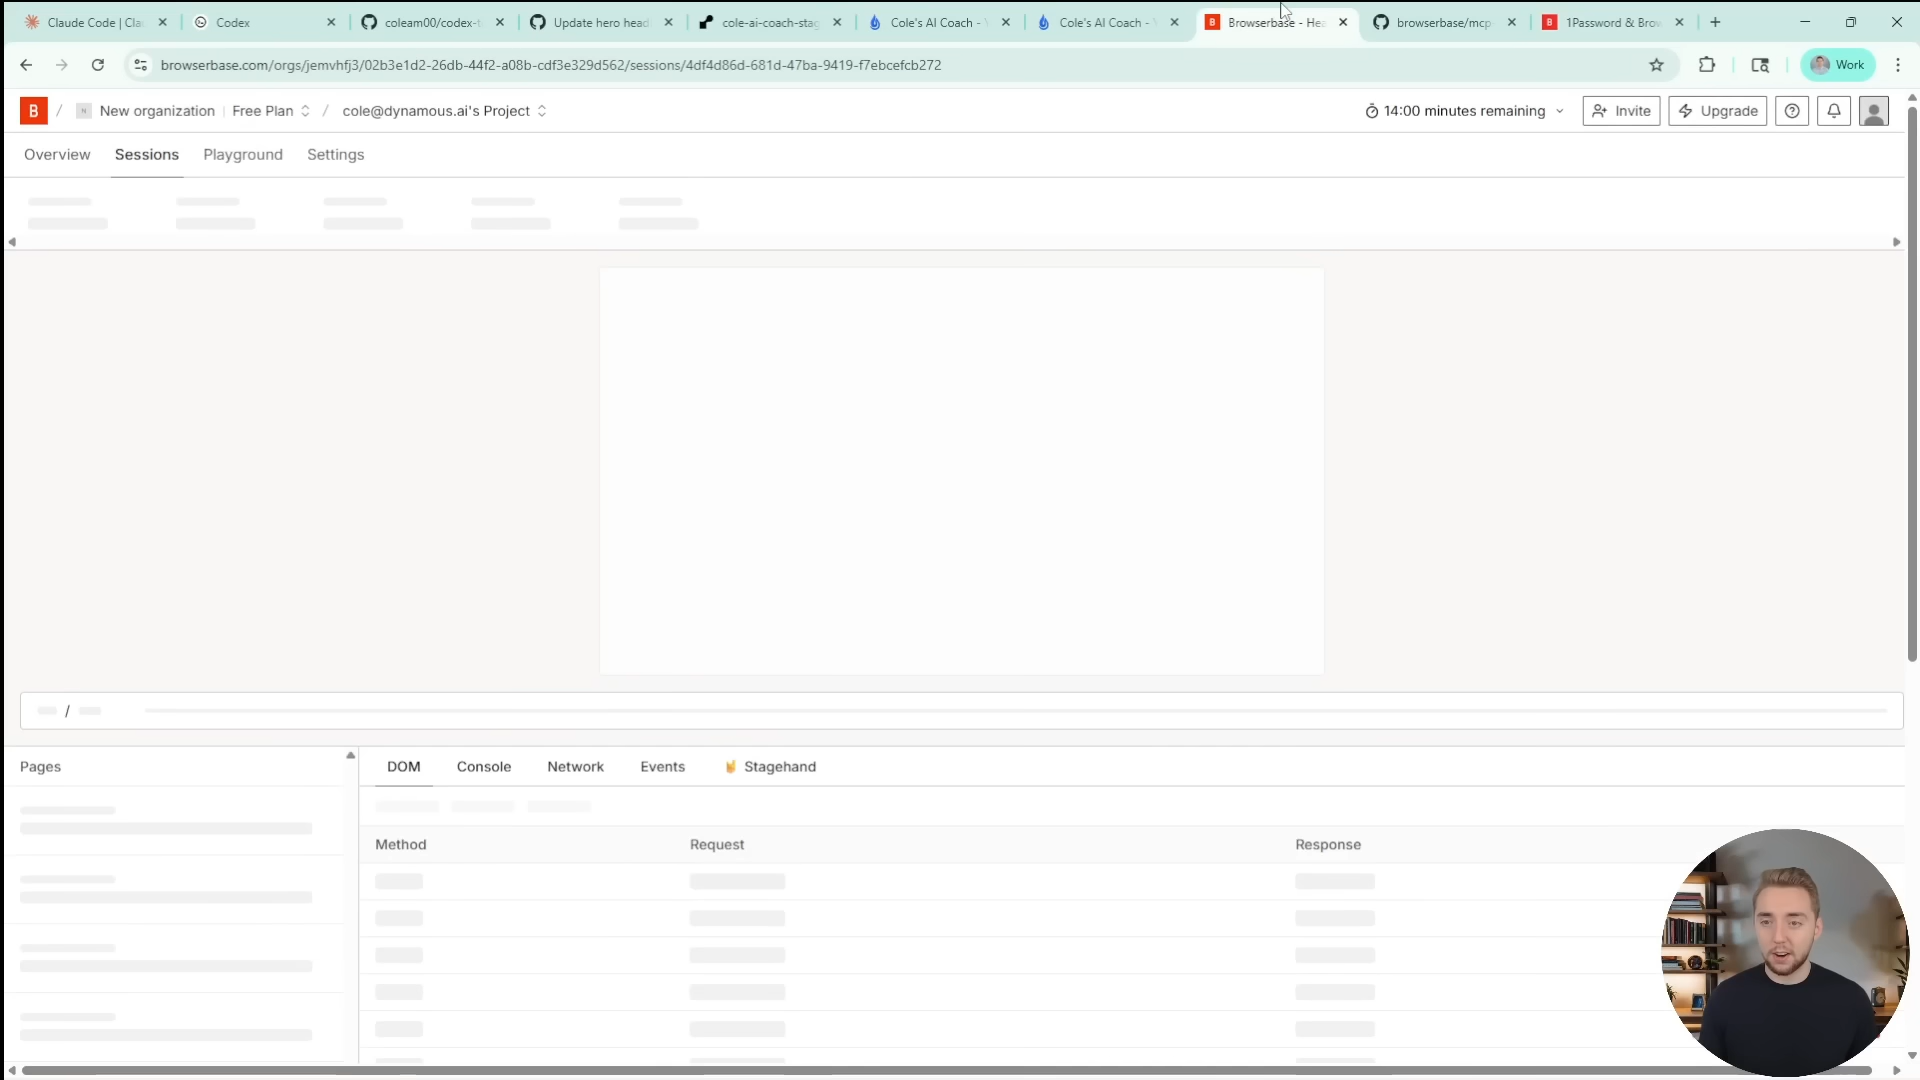 Claude Code | Cla
Codex
coleam00/codex-t
Update hero head
cole-ai-coach-stag
Cole's AI Coach - Y
Cole's AI Coach - Y
Browserbase - Hea
browserbase/mcp
1Password & Brow
browserbase.com/orgs/jemvhfj3/02b3e1d2-26db-44f2-a08b-cdf3e329d562/sessions/4df4d86d-681d-47ba-9419-f7ebcefcb272
Work
B / N New organization Free Plan / cole@dynamous.ai's Project
14:00 minutes remaining
Invite
Upgrade
Overview Sessions Playground Settings
/
Pages
DOM Console Network Events Stagehand
Method Request Response